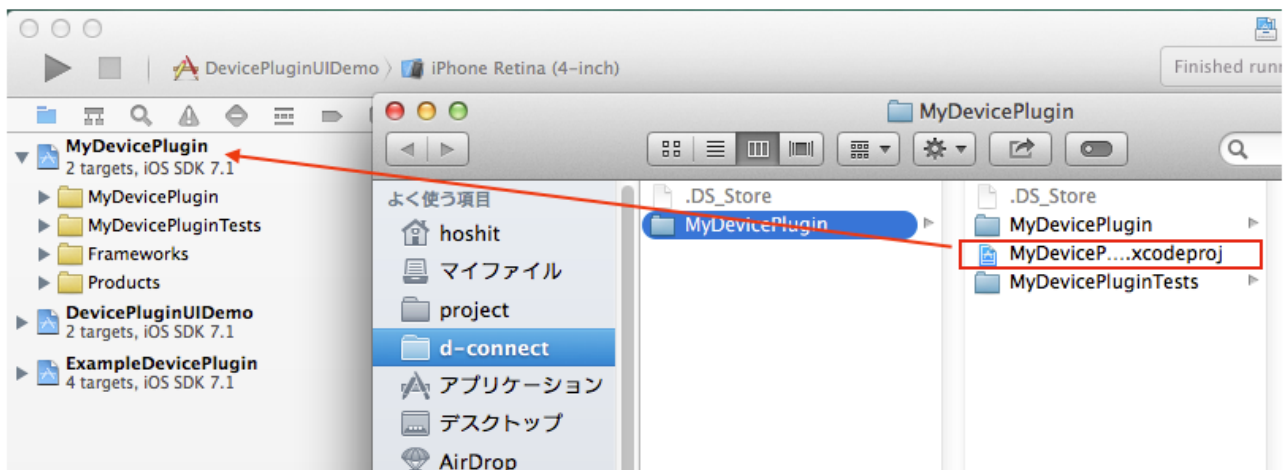 DevicePluginUIDemo
iPhone Retina (4-inch)
Finished runn
MyDevicePlugin
2 targets, iOS SDK 7.1
MyDevicePlugin
MyDevicePluginTests
Frameworks
Products
DevicePluginUIDemo
2 targets, iOS SDK 7.1
ExampleDevicePlugin
4 targets, iOS SDK 7.1
MyDevicePlugin
よく使う項目
hoshit
マイファイル
project
d-connect
アプリケーション
デスクトップ
AirDrop
.DS_Store
MyDevicePlugin
.DS_Store
MyDevicePlugin
MyDeviceP....xcodeproj
MyDevicePluginTests